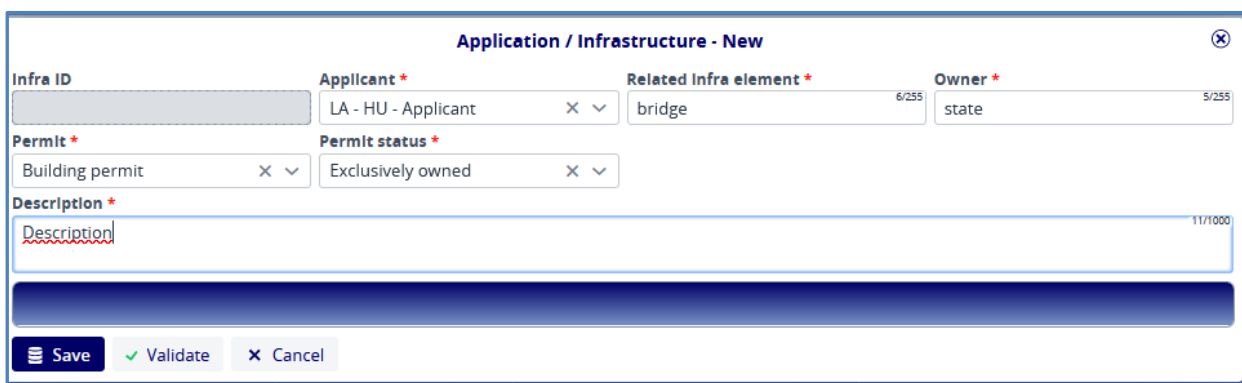 Application / Infrastructure - New
Infra ID Applicant * Related Infra element * Owner *
LA - HU - Applicant bridge 6/255 state 5/255
Permit * Permit status *
Building permit Exclusively owned
Description *
Description 11/1000
Save Validate Cancel